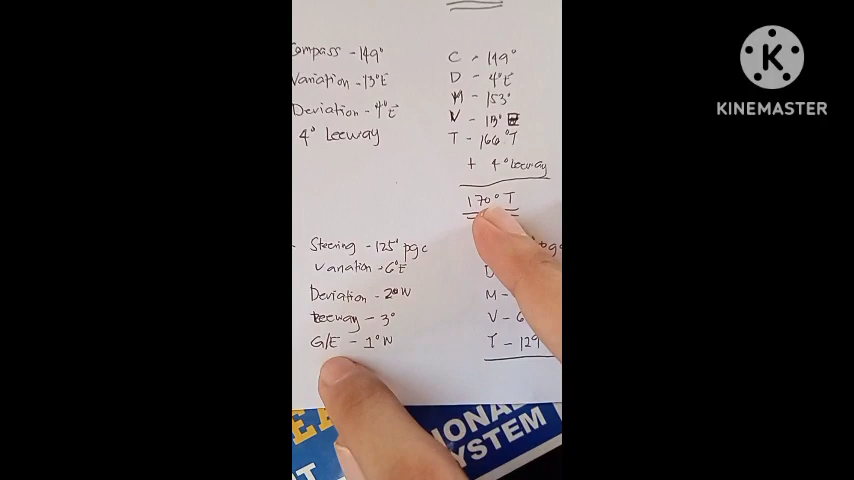 Compass - 149°
Variation - 13°E
Deviation - 4°E
4° Leeway
C - 149°
D - 4°E
M - 153°
V - 13° E
T - 166°T
+ 4° Leeway
170° T
Steering - 125° pgc
Variation - 6°E
Deviation - 2°W
Leeway - 3°
G/E - 1°W
M -
V - 6
T - 129
ONAL
SYSTEM
KINEMASTER